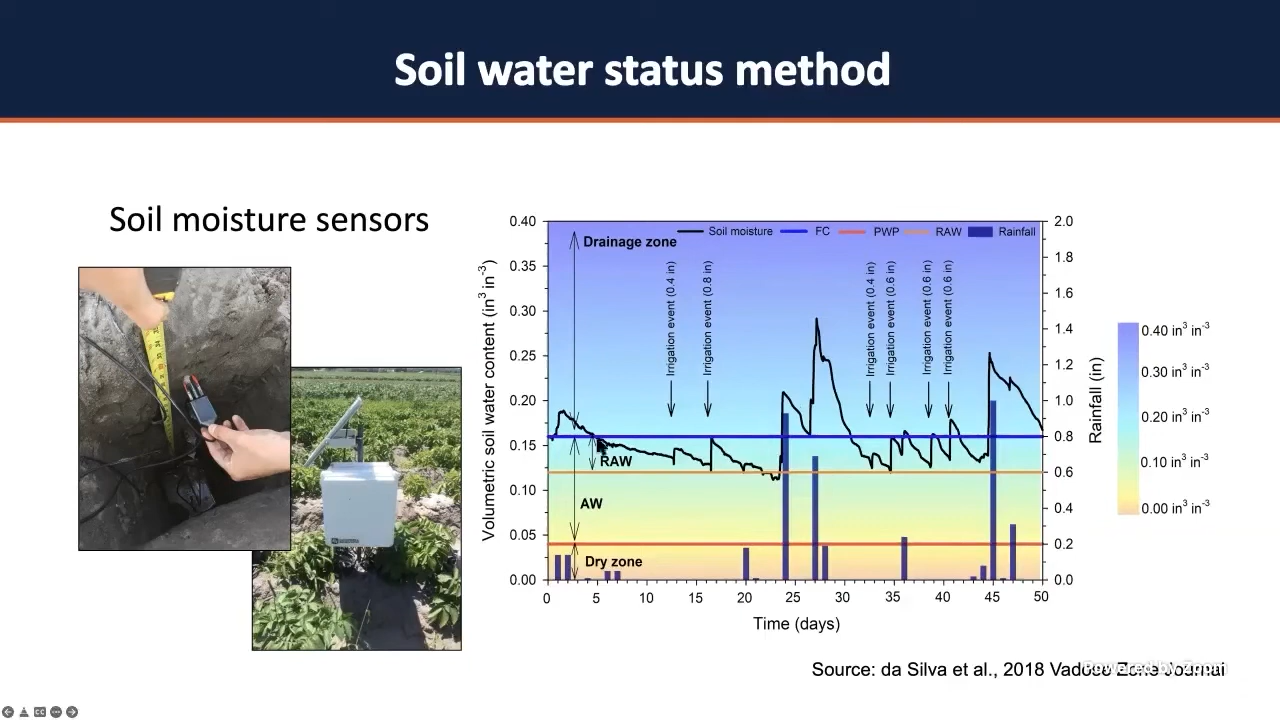 Soil water status method
Soil moisture sensors
Volumetric soil water content (in³ in⁻³)
0.40
0.35
0.30
0.25
0.20
0.15
0.10
0.05
0.00
Drainage zone
Soil moisture
FC
PWP
RAW
Rainfall
Irrigation event (0.4 in)
Irrigation event (0.8 in)
Irrigation event (0.4 in)
Irrigation event (0.6 in)
Irrigation event (0.6 in)
Irrigation event (0.6 in)
RAW
AW
Dry zone
0
5
10
15
20
25
30
35
40
45
50
Time (days)
2.0
1.8
1.6
1.4
1.2
1.0
0.8
0.6
0.4
0.2
0.0
Rainfall (in)
0.40 in³ in⁻³
0.30 in³ in⁻³
0.20 in³ in⁻³
0.10 in³ in⁻³
0.00 in³ in⁻³
Source: da Silva et al., 2018 Vadose Zone Journal
Powered by Zoom
CC